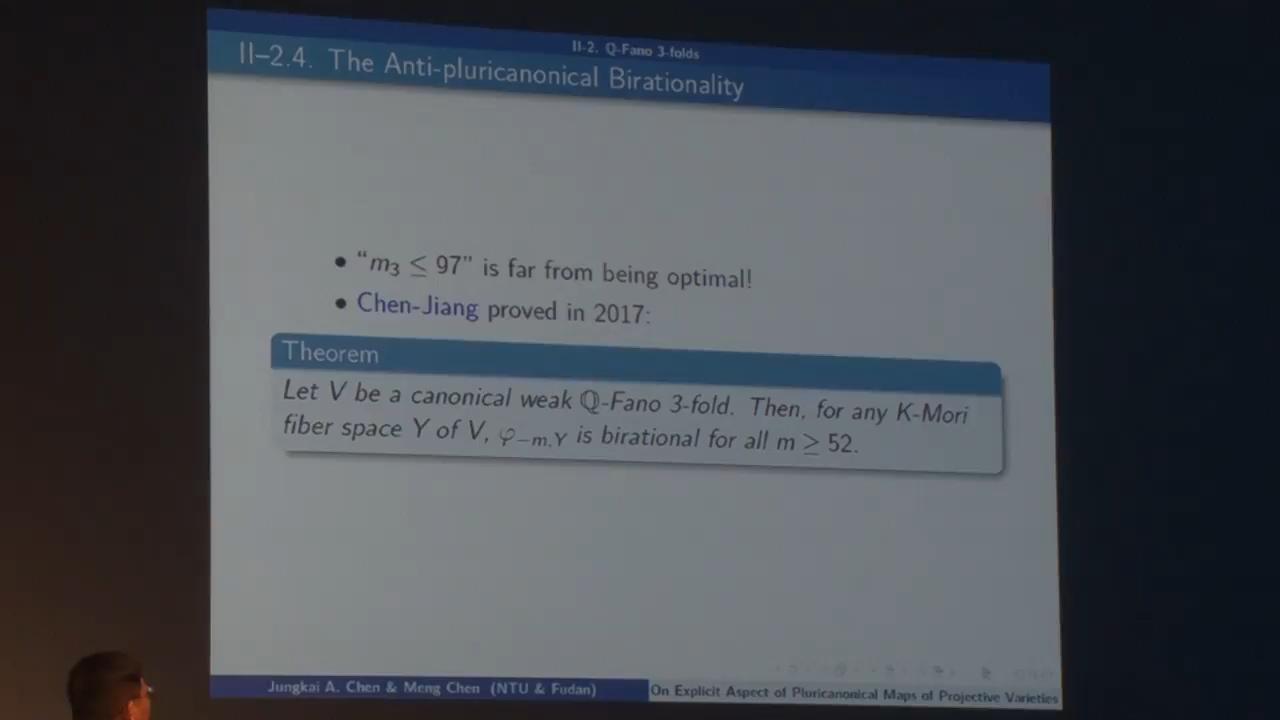 II-2. Q-Fano 3-folds
II–2.4. The Anti-pluricanonical Birationality
• “m₃ ≤ 97” is far from being optimal!
• Chen-Jiang proved in 2017:
Theorem
Let V be a canonical weak ℚ-Fano 3-fold. Then, for any K-Mori
fiber space Y of V, φ₋ₘ,Y is birational for all m ≥ 52.
Jungkai A. Chen & Meng Chen (NTU & Fudan)
On Explicit Aspect of Pluricanonical Maps of Projective Varieties